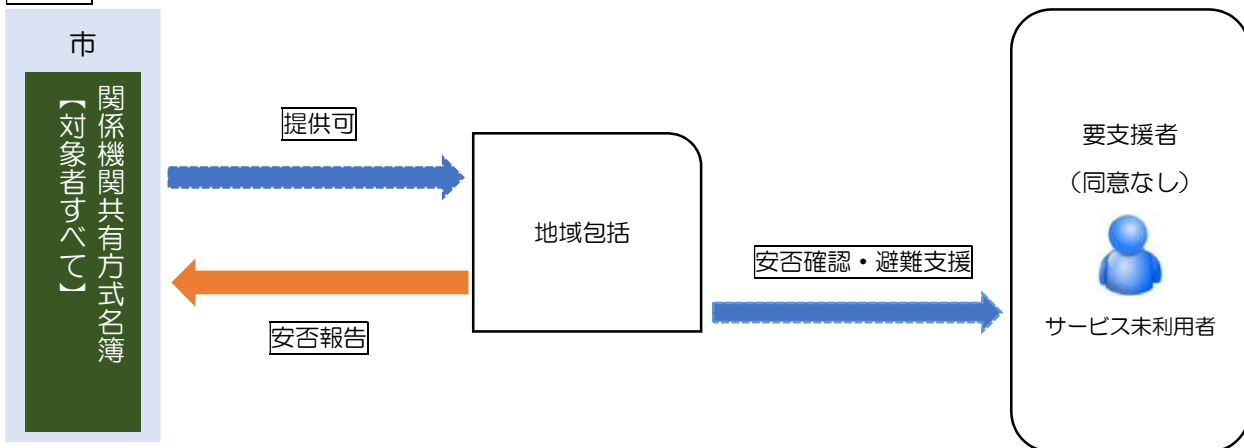 市
関係機関共有方式名簿
【対象者すべて】
提供可
安否報告
地域包括
安否確認・避難支援
要支援者
（同意なし）
サービス未利用者